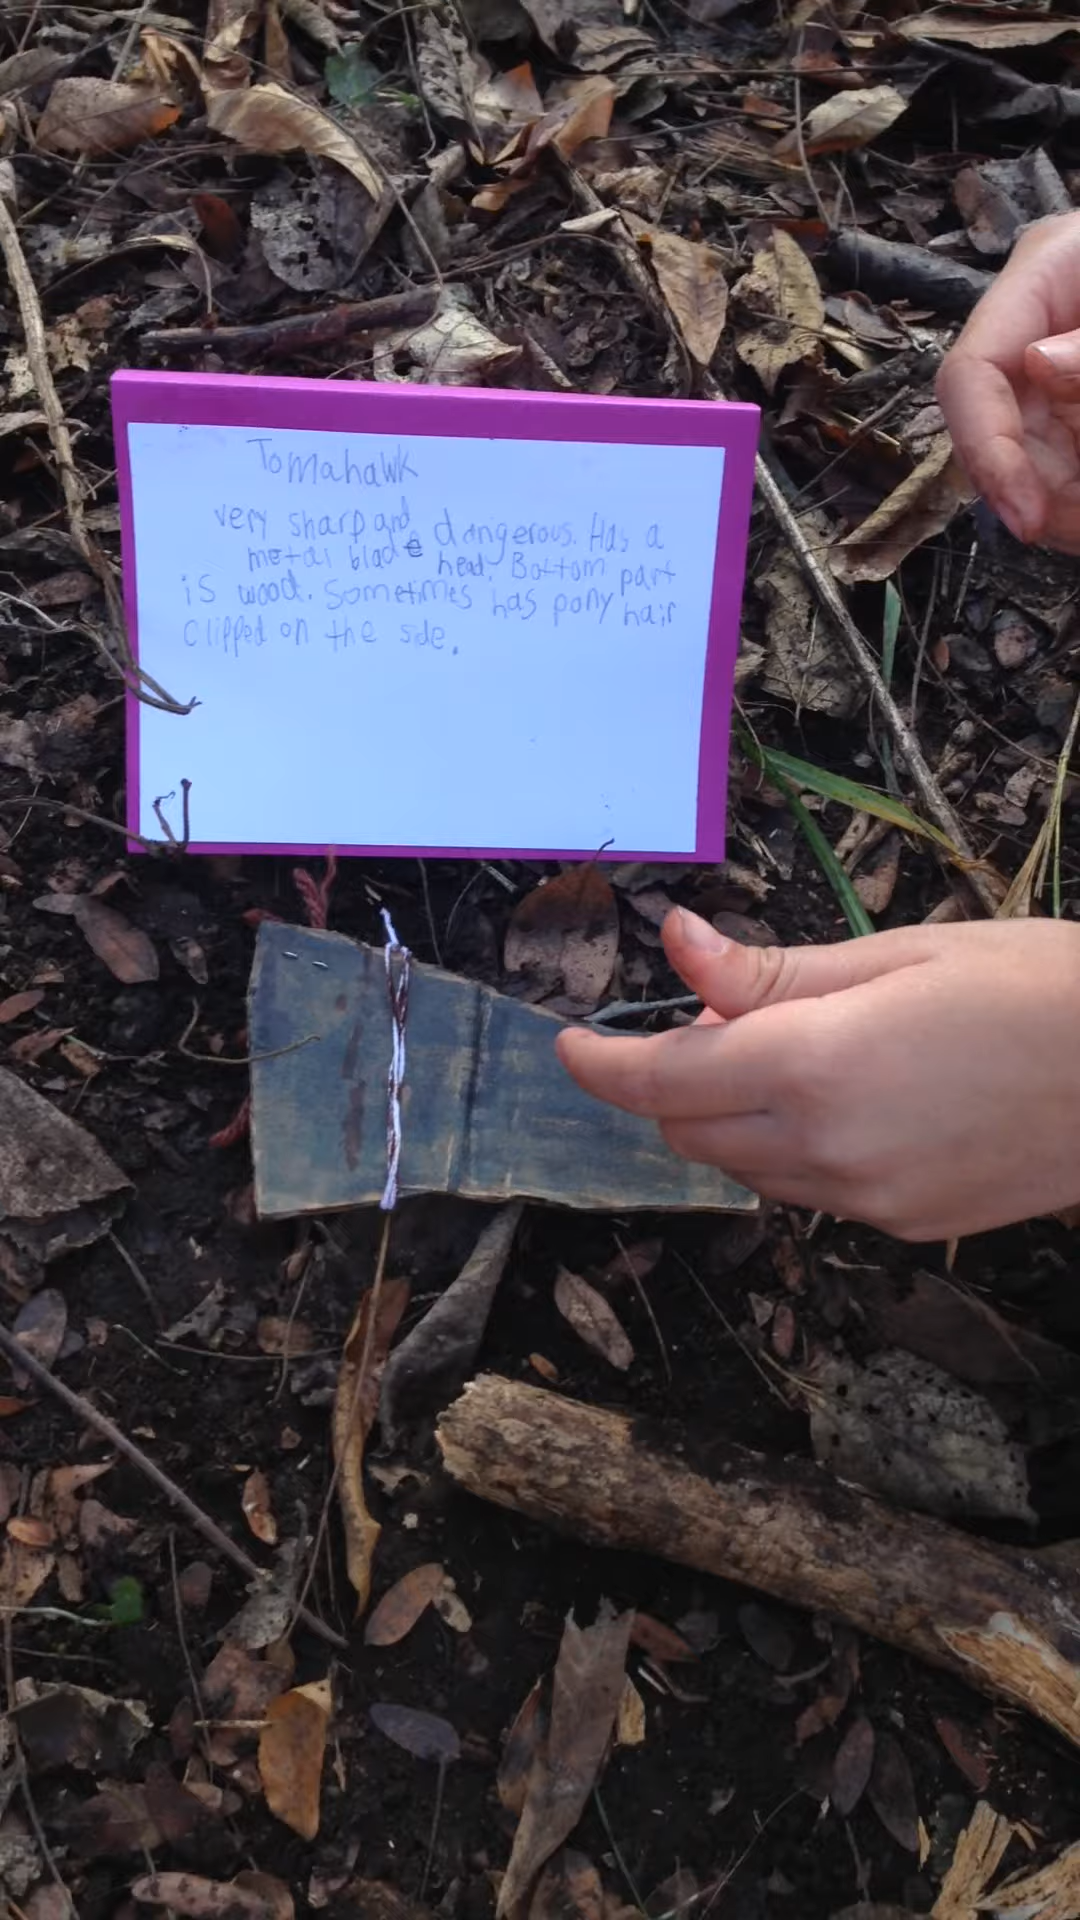 Tomahawk
very sharp and dangerous. Has a
metal blade head. Bottom part
is wood. Sometimes has pony hair
clipped on the side.